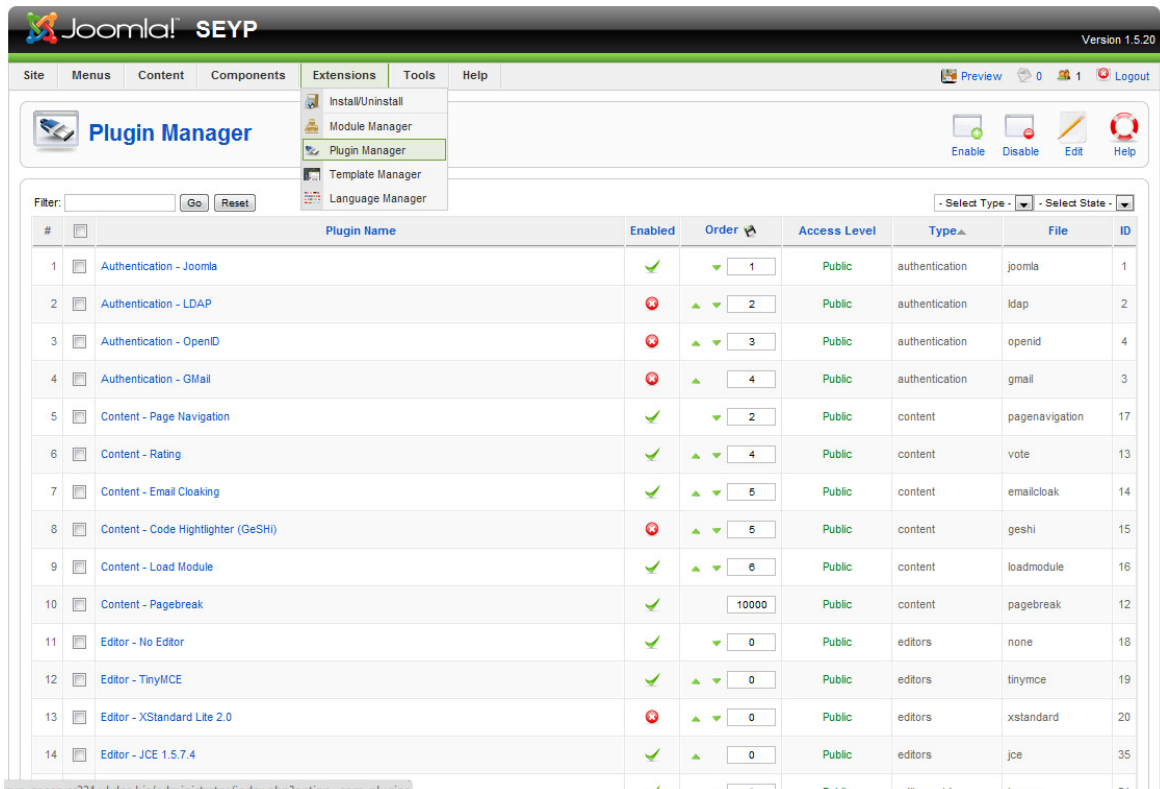 Joomla! SEYP
Version 1.5.20
Site Menus Content Components Extensions Tools Help Preview 0 1 Logout
Install/Uninstall
Module Manager
Plugin Manager
Template Manager
Language Manager
Plugin Manager
Enable Disable Edit Help
Filter: Go Reset - Select Type - - Select State -
# Plugin Name Enabled Order Access Level Type File ID
1 Authentication - Joomla 1 Public authentication joomla 1
2 Authentication - LDAP 2 Public authentication ldap 2
3 Authentication - OpenID 3 Public authentication openid 4
4 Authentication - GMail 4 Public authentication gmail 3
5 Content - Page Navigation 2 Public content pagenavigation 17
6 Content - Rating 4 Public content vote 13
7 Content - Email Cloaking 5 Public content emailcloak 14
8 Content - Code Hightlighter (GeSHi) 5 Public content geshi 15
9 Content - Load Module 6 Public content loadmodule 16
10 Content - Pagebreak 10000 Public content pagebreak 12
11 Editor - No Editor 0 Public editors none 18
12 Editor - TinyMCE 0 Public editors tinymce 19
13 Editor - XStandard Lite 2.0 0 Public editors xstandard 20
14 Editor - JCE 1.5.7.4 0 Public editors jce 35